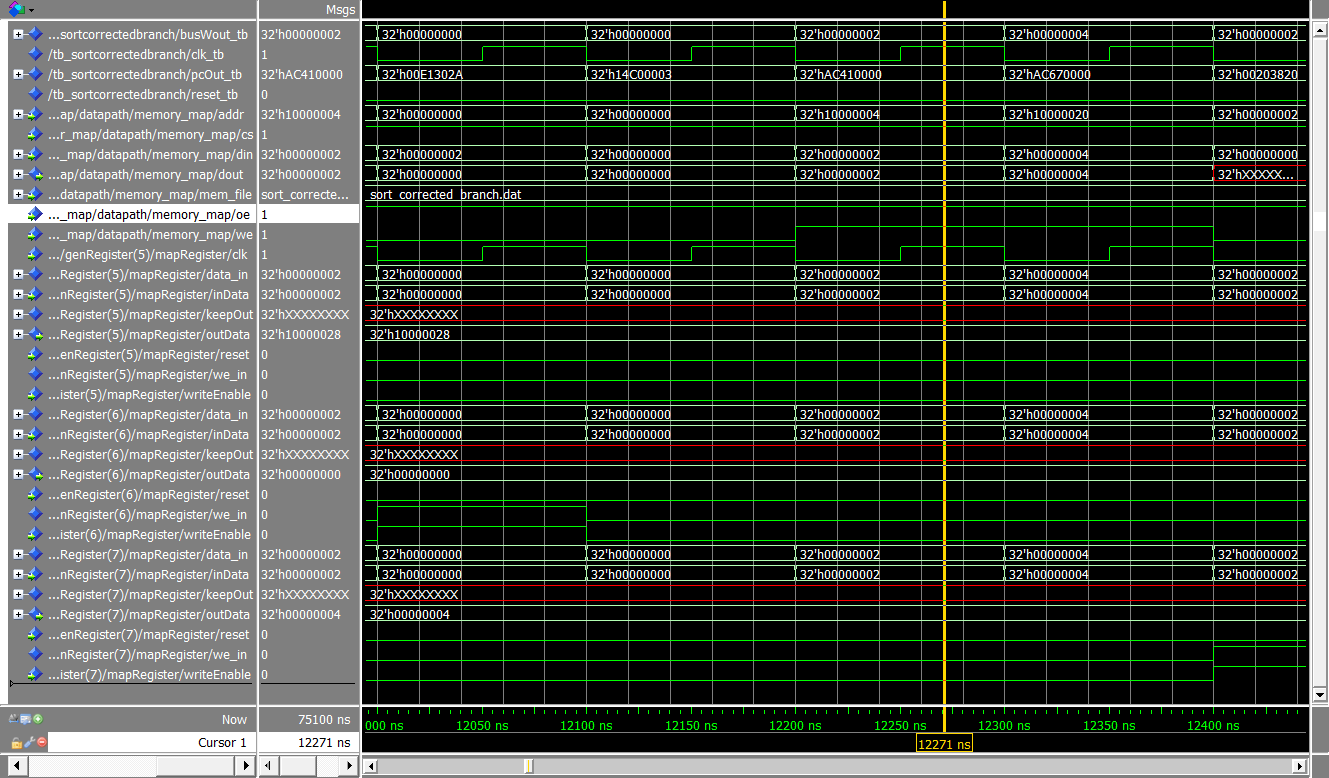 Msgs
...sortcorrectedbranch/busWout_tb 32'h00000002 32'h00000000 32'h00000000 32'h00000002 32'h00000004 32'h00000002
/tb_sortcorrectedbranch/clk_tb 1
/tb_sortcorrectedbranch/pcOut_tb 32'hAC410000 32'h00E1302A 32'h14C00003 32'hAC410000 32'hAC670000 32'h00203820
/tb_sortcorrectedbranch/reset_tb 0
...ap/datapath/memory_map/addr 32'h10000004 32'h00000000 32'h00000000 32'h10000004 32'h10000020 32'h00000002
...r_map/datapath/memory_map/cs 1
..._map/datapath/memory_map/din 32'h00000002 32'h00000002 32'h00000000 32'h00000002 32'h00000004 32'h00000000
...ap/datapath/memory_map/dout 32'h00000002 32'h00000000 32'h00000000 32'h00000002 32'h00000004 32'hXXXXX...
...datapath/memory_map/mem_file sort_correcte... sort_corrected_branch.dat
..._map/datapath/memory_map/oe 1
..._map/datapath/memory_map/we 1
.../genRegister(5)/mapRegister/clk 1
...Register(5)/mapRegister/data_in 32'h00000002 32'h00000000 32'h00000000 32'h00000002 32'h00000004 32'h00000002
...nRegister(5)/mapRegister/inData 32'h00000002 32'h00000000 32'h00000000 32'h00000002 32'h00000004 32'h00000002
...Register(5)/mapRegister/keepOut 32'hXXXXXXXX 32'hXXXXXXXX
...Register(5)/mapRegister/outData 32'h10000028 32'h10000028
...enRegister(5)/mapRegister/reset 0
...nRegister(5)/mapRegister/we_in 0
...ister(5)/mapRegister/writeEnable 0
...Register(6)/mapRegister/data_in 32'h00000002 32'h00000000 32'h00000000 32'h00000002 32'h00000004 32'h00000002
...nRegister(6)/mapRegister/inData 32'h00000002 32'h00000000 32'h00000000 32'h00000002 32'h00000004 32'h00000002
...Register(6)/mapRegister/keepOut 32'hXXXXXXXX 32'hXXXXXXXX
...Register(6)/mapRegister/outData 32'h00000000 32'h00000000
...enRegister(6)/mapRegister/reset 0
...nRegister(6)/mapRegister/we_in 0
...ister(6)/mapRegister/writeEnable 0
...Register(7)/mapRegister/data_in 32'h00000002 32'h00000000 32'h00000000 32'h00000002 32'h00000004 32'h00000002
...nRegister(7)/mapRegister/inData 32'h00000002 32'h00000000 32'h00000000 32'h00000002 32'h00000004 32'h00000002
...Register(7)/mapRegister/keepOut 32'hXXXXXXXX 32'hXXXXXXXX
...Register(7)/mapRegister/outData 32'h00000004 32'h00000004
...enRegister(7)/mapRegister/reset 0
...nRegister(7)/mapRegister/we_in 0
...ister(7)/mapRegister/writeEnable 0
Now 75100 ns 000 ns 12050 ns 12100 ns 12150 ns 12200 ns 12250 ns 12300 ns 12350 ns 12400 ns
Cursor 1 12271 ns 12271 ns